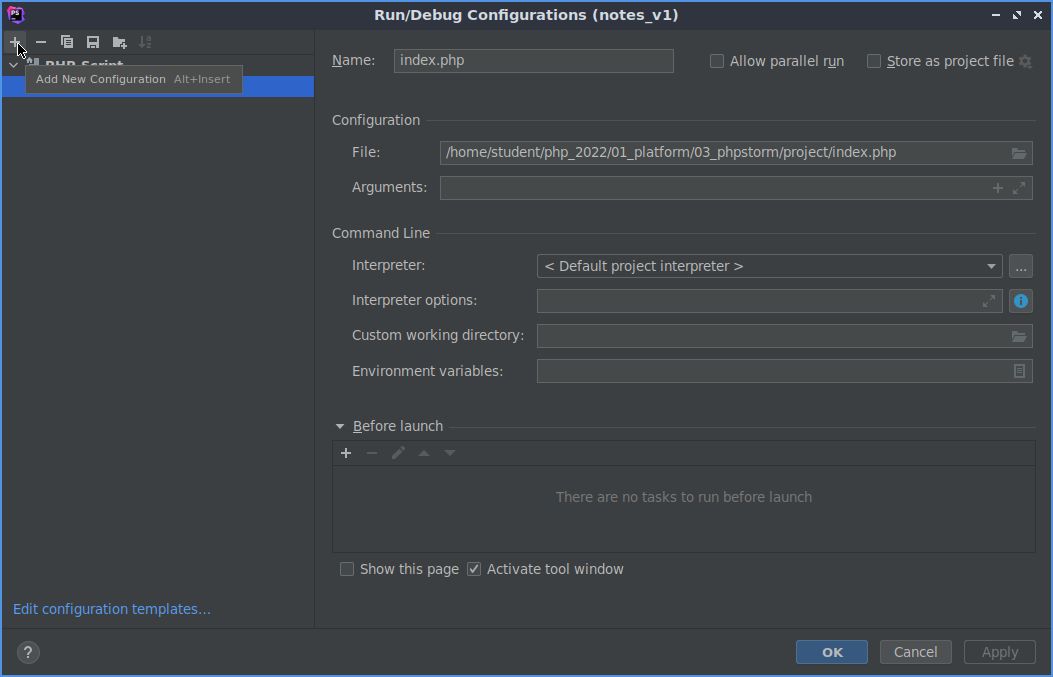 PS
Run/Debug Configurations (notes_v1)
PHP Script
Add New Configuration Alt+Insert
Name: index.php
Allow parallel run
Store as project file
Configuration
File: /home/student/php_2022/01_platform/03_phpstorm/project/index.php
Arguments:
Command Line
Interpreter: < Default project interpreter > ...
Interpreter options:
Custom working directory:
Environment variables:
Before launch
There are no tasks to run before launch
Show this page
Activate tool window
Edit configuration templates...
? OK Cancel Apply